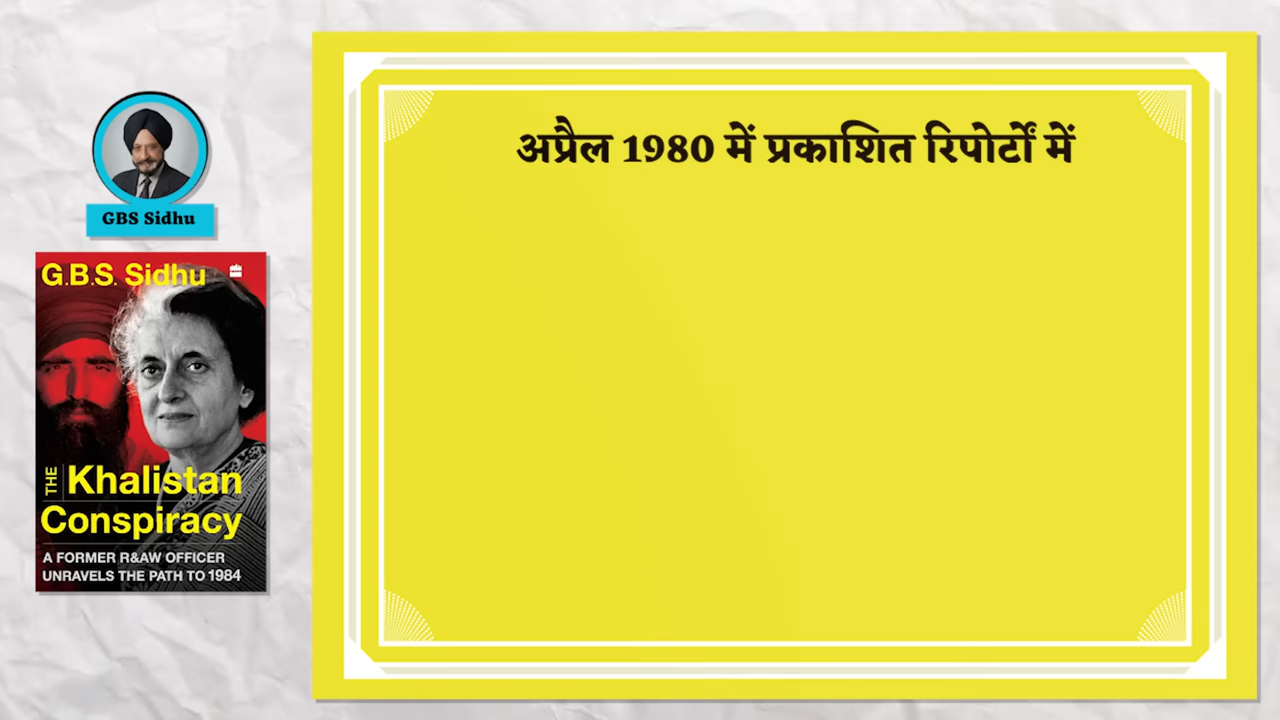 GBS Sidhu
G.B.S. Sidhu
THE Khalistan
Conspiracy
A FORMER R&AW OFFICER
UNRAVELS THE PATH TO 1984
अप्रैल 1980 में प्रकाशित रिपोर्टों में